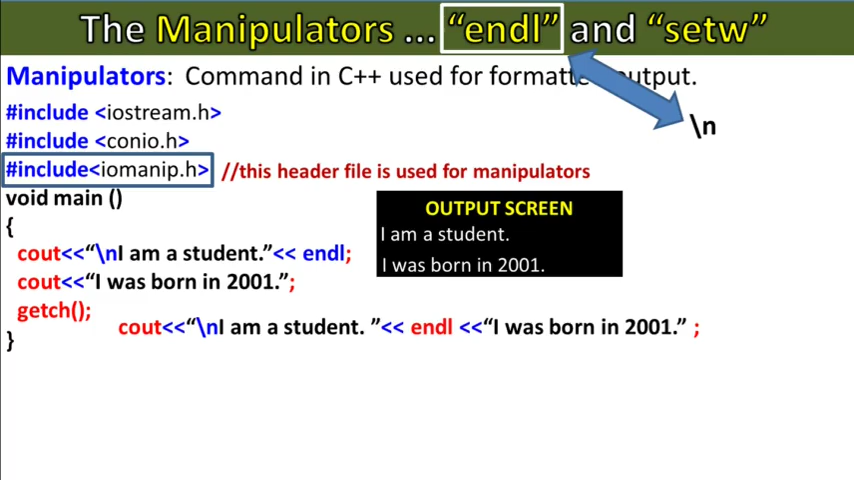 The Manipulators ... “endl” and “setw”
Manipulators: Command in C++ used for formatte output.
\n
#include <iostream.h>
#include <conio.h>
#include<iomanip.h> //this header file is used for manipulators
void main ()
{
cout<<“\nI am a student.”<< endl;
cout<<“I was born in 2001.”;
getch();
}
OUTPUT SCREEN
I am a student.
I was born in 2001.
cout<<“\nI am a student. ”<< endl <<“I was born in 2001.” ;